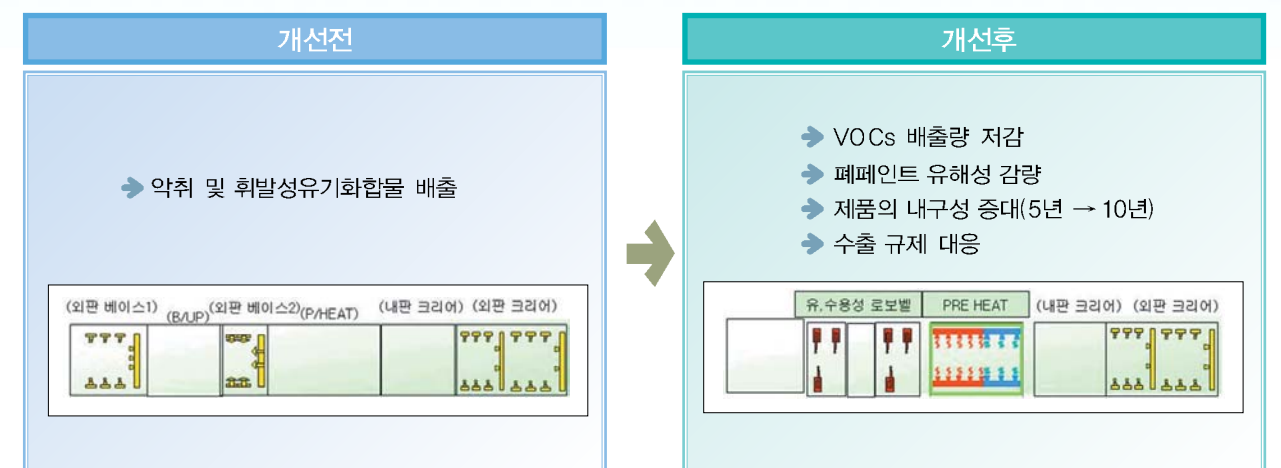 개선전
악취 및 휘발성유기화합물 배출
(외판 베이스1) (B/UP) (외판 베이스2) (P/HEAT) (내판 크리어) (외판 크리어)
개선후
VOCs 배출량 저감
폐페인트 유해성 감량
제품의 내구성 증대(5년 → 10년)
수출 규제 대응
유,수용성 로보벨 PRE HEAT (내판 크리어) (외판 크리어)